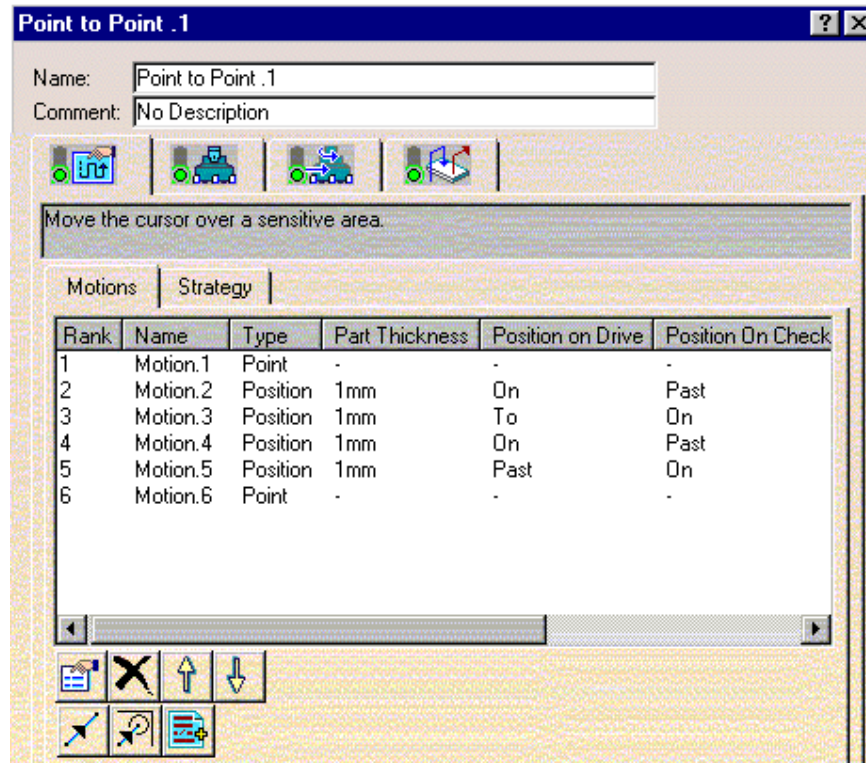 Point to Point .1
Name: Point to Point .1
Comment: No Description
Move the cursor over a sensitive area.
Motions Strategy
Rank Name Type Part Thickness Position on Drive Position On Check
1 Motion.1 Point - - -
2 Motion.2 Position 1mm On Past
3 Motion.3 Position 1mm To On
4 Motion.4 Position 1mm On Past
5 Motion.5 Position 1mm Past On
6 Motion.6 Point - - -